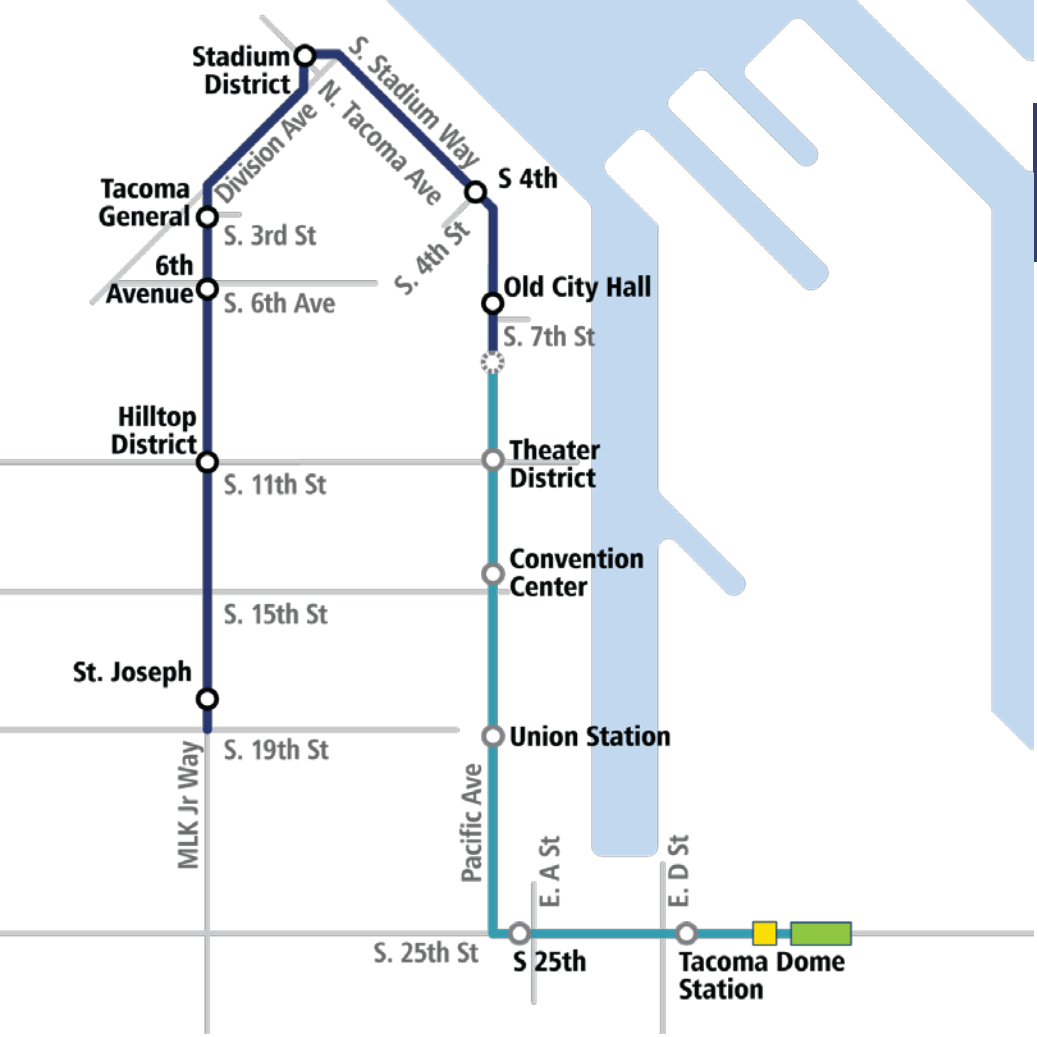 Stadium
District
S. Stadium Way
N. Tacoma Ave
Division Ave
Tacoma
General
S. 3rd St
S 4th
S. 4th St
6th
Avenue
S. 6th Ave
Old City Hall
S. 7th St
Hilltop
District
S. 11th St
Theater
District
Convention
Center
S. 15th St
St. Joseph
S. 19th St
Union Station
MLK Jr Way
Pacific Ave
E. A St
E. D St
S. 25th St
S 25th
Tacoma Dome
Station